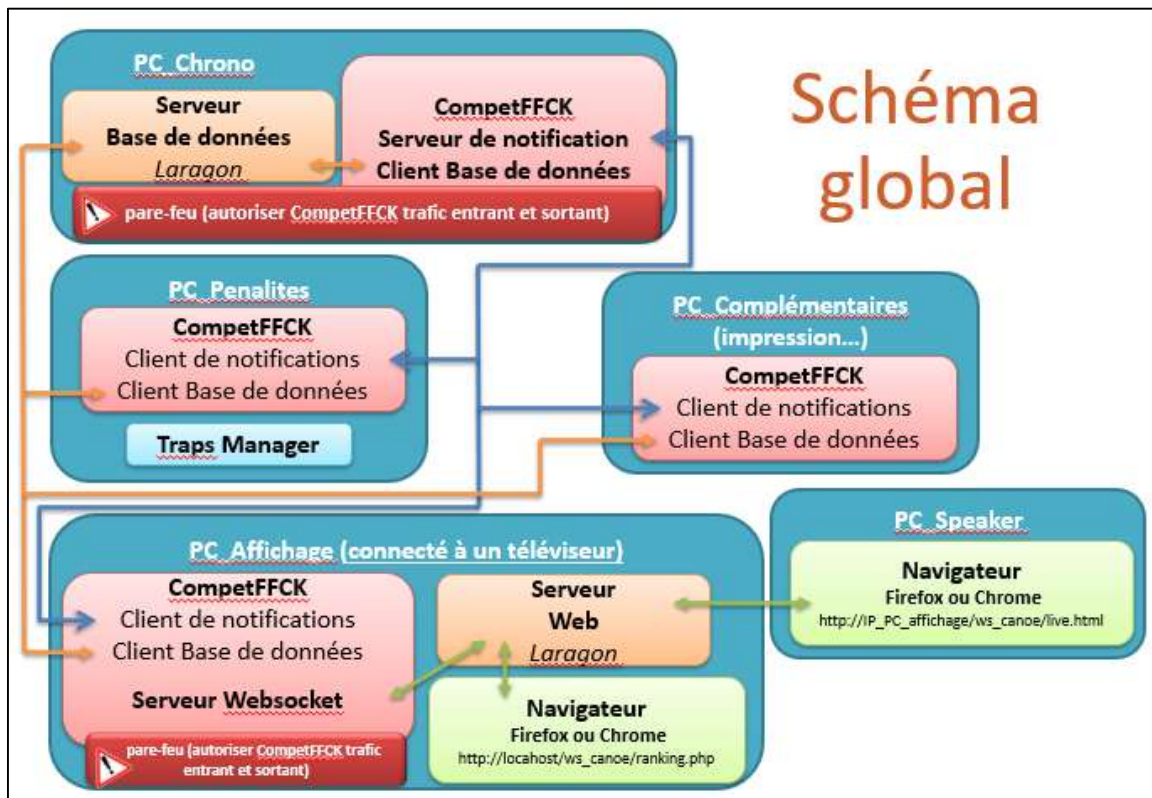 Schéma
global
PC_Chrono
Serveur
Base de données
Laragon
CompetFFCK
Serveur de notification
Client Base de données
pare-feu (autoriser CompetFFCK trafic entrant et sortant)
PC_Penalites
CompetFFCK
Client de notifications
Client Base de données
Traps Manager
PC_Complémentaires
(impression...)
CompetFFCK
Client de notifications
Client Base de données
PC_Affichage (connecté à un téléviseur)
CompetFFCK
Client de notifications
Client Base de données
Serveur Websocket
pare-feu (autoriser CompetFFCK trafic
entrant et sortant)
Serveur
Web
Laragon
Navigateur
Firefox ou Chrome
http://locahost/ws_canoe/ranking.php
PC_Speaker
Navigateur
Firefox ou Chrome
http://IP_PC_affichage/ws_canoe/live.html